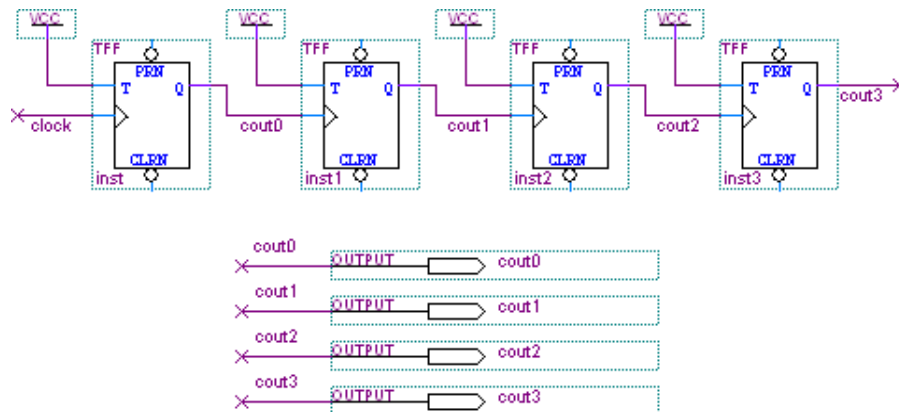 VCC VCC VCC VCC
TFF TFF TFF TFF
PRN PRN PRN PRN
T Q T Q T Q T Q
clock cout0 cout1 cout2 cout3
CLRN CLRN CLRN CLRN
inst inst1 inst2 inst3
cout0 OUTPUT cout0
cout1 OUTPUT cout1
cout2 OUTPUT cout2
cout3 OUTPUT cout3